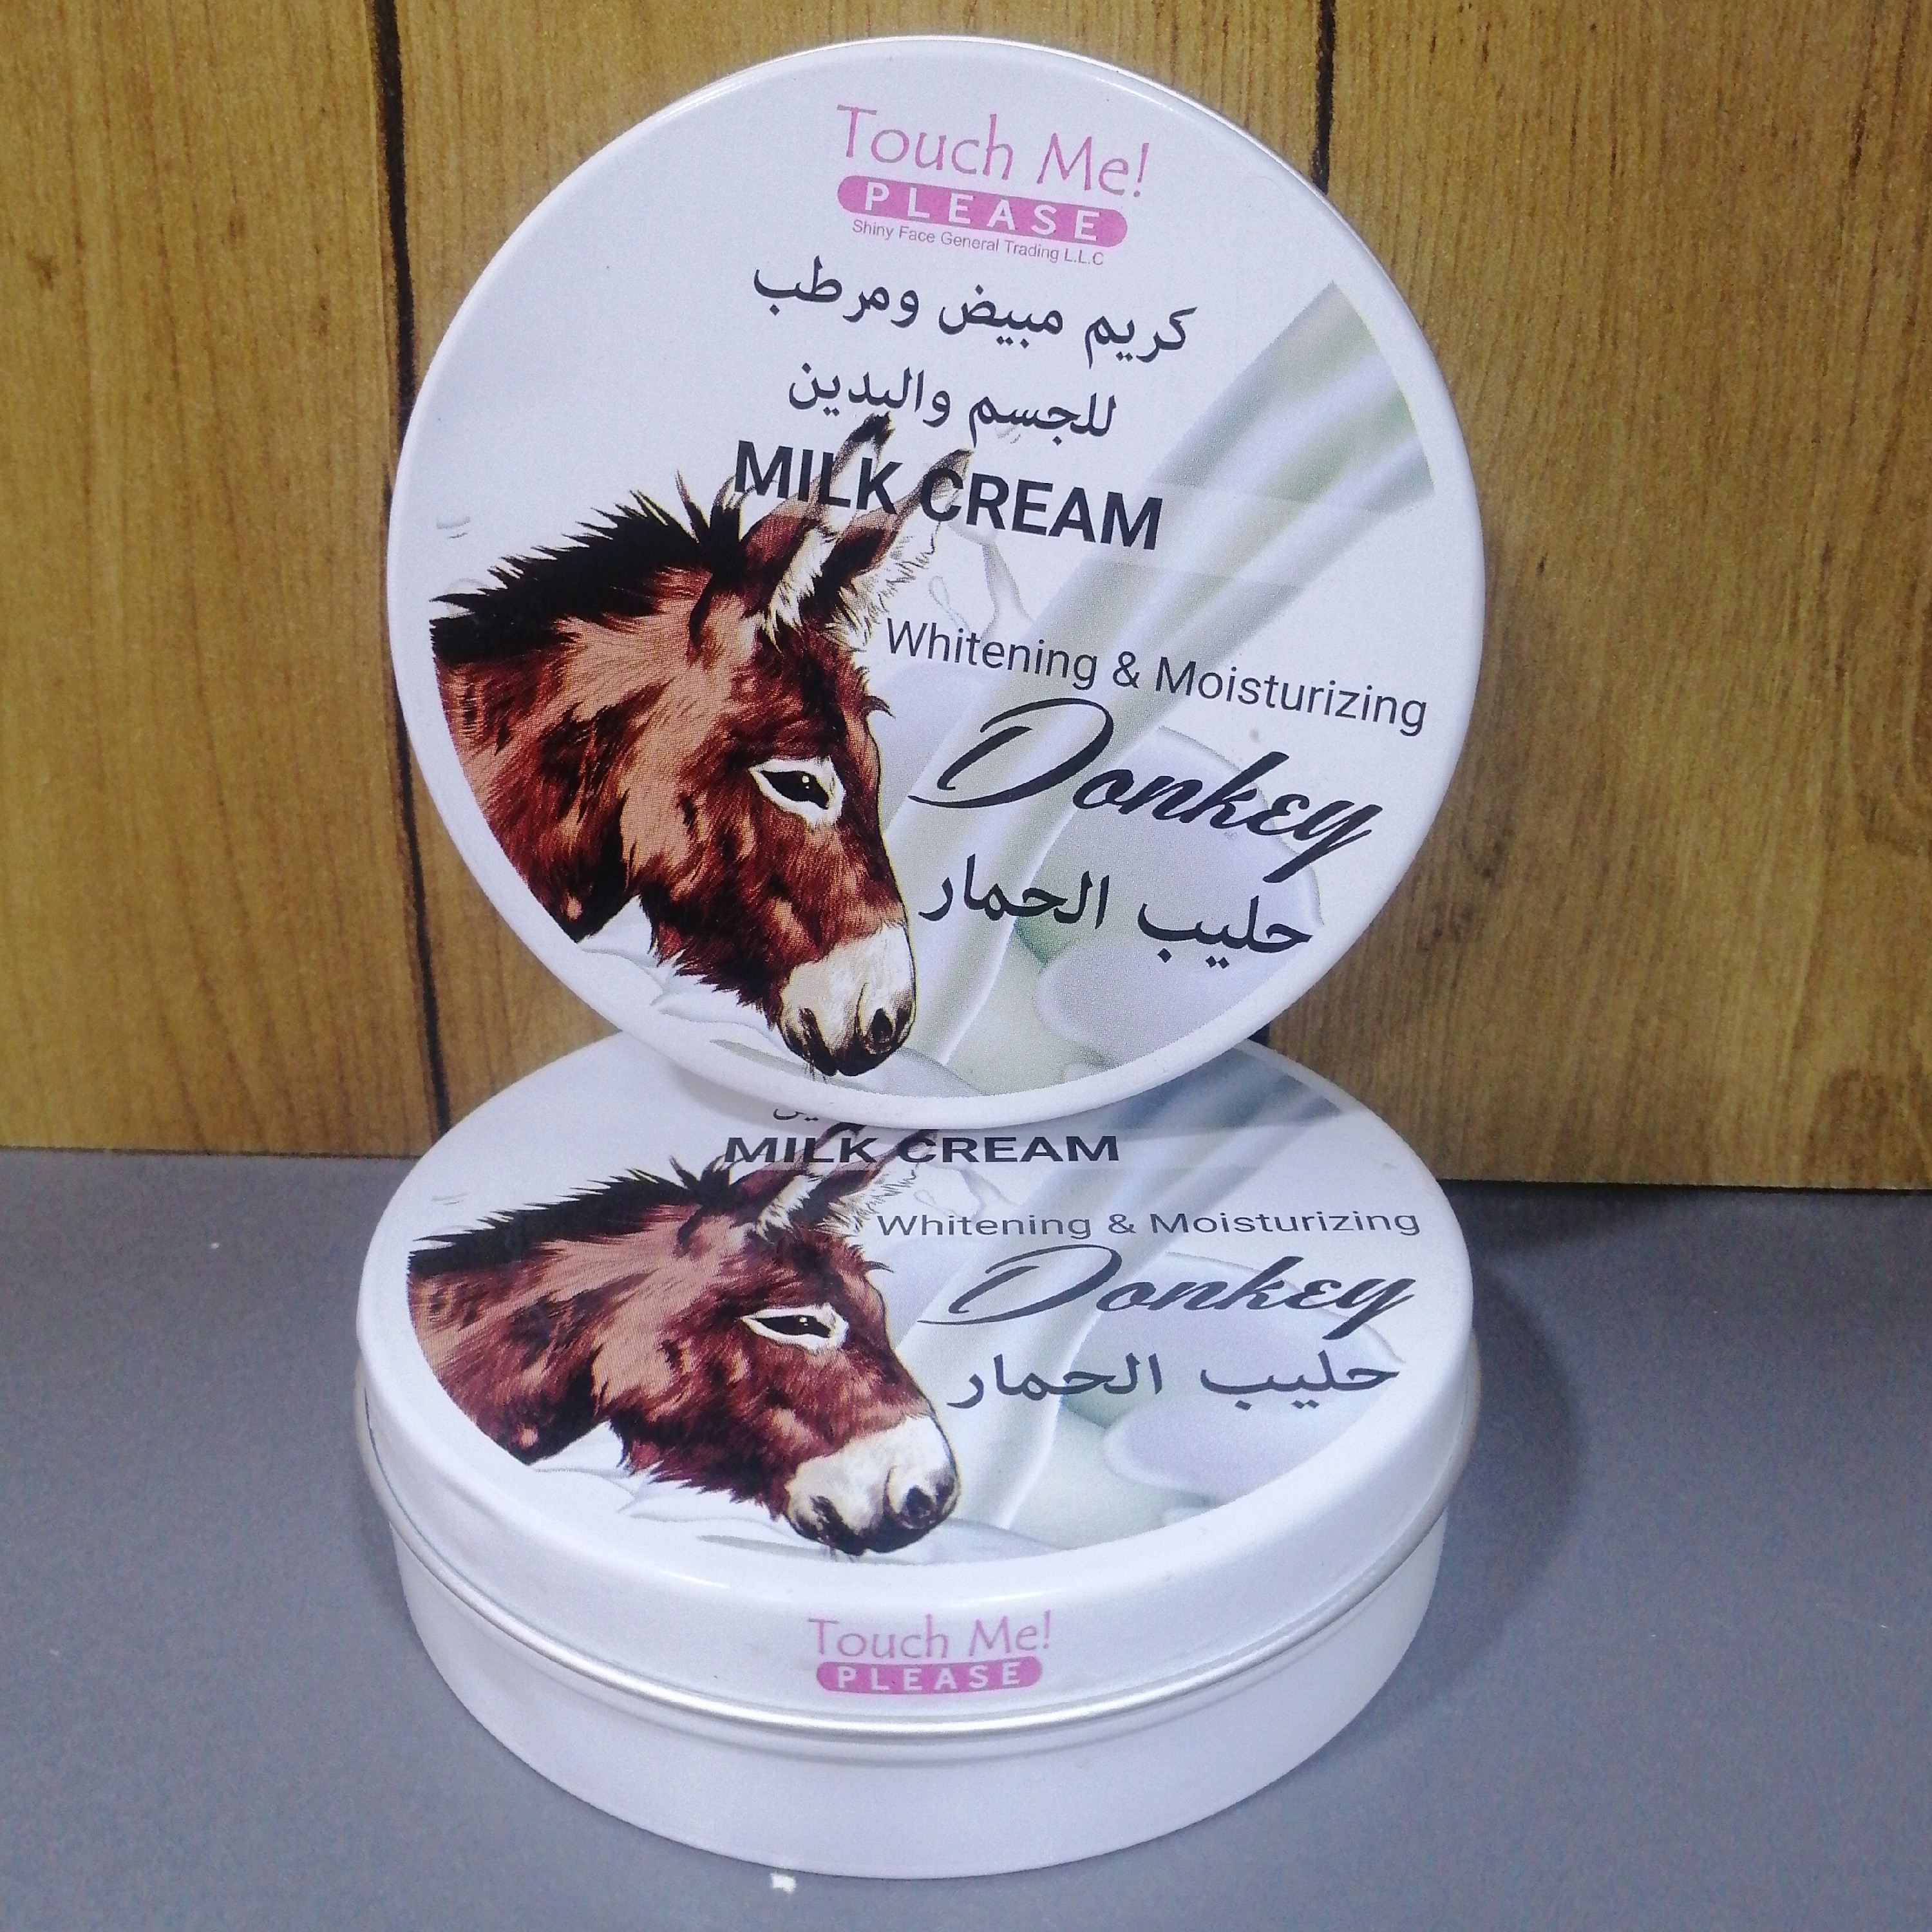 Touch Me!
PLEASE
Shiny Face General Trading L.L.C
كريم مبيض ومرطب
للجسم واليدين
MILK CREAM
Whitening & Moisturizing
Donkey
حليب الحمار
MILK CREAM
Whitening & Moisturizing
Donkey
حليب الحمار
Touch Me!
PLEASE